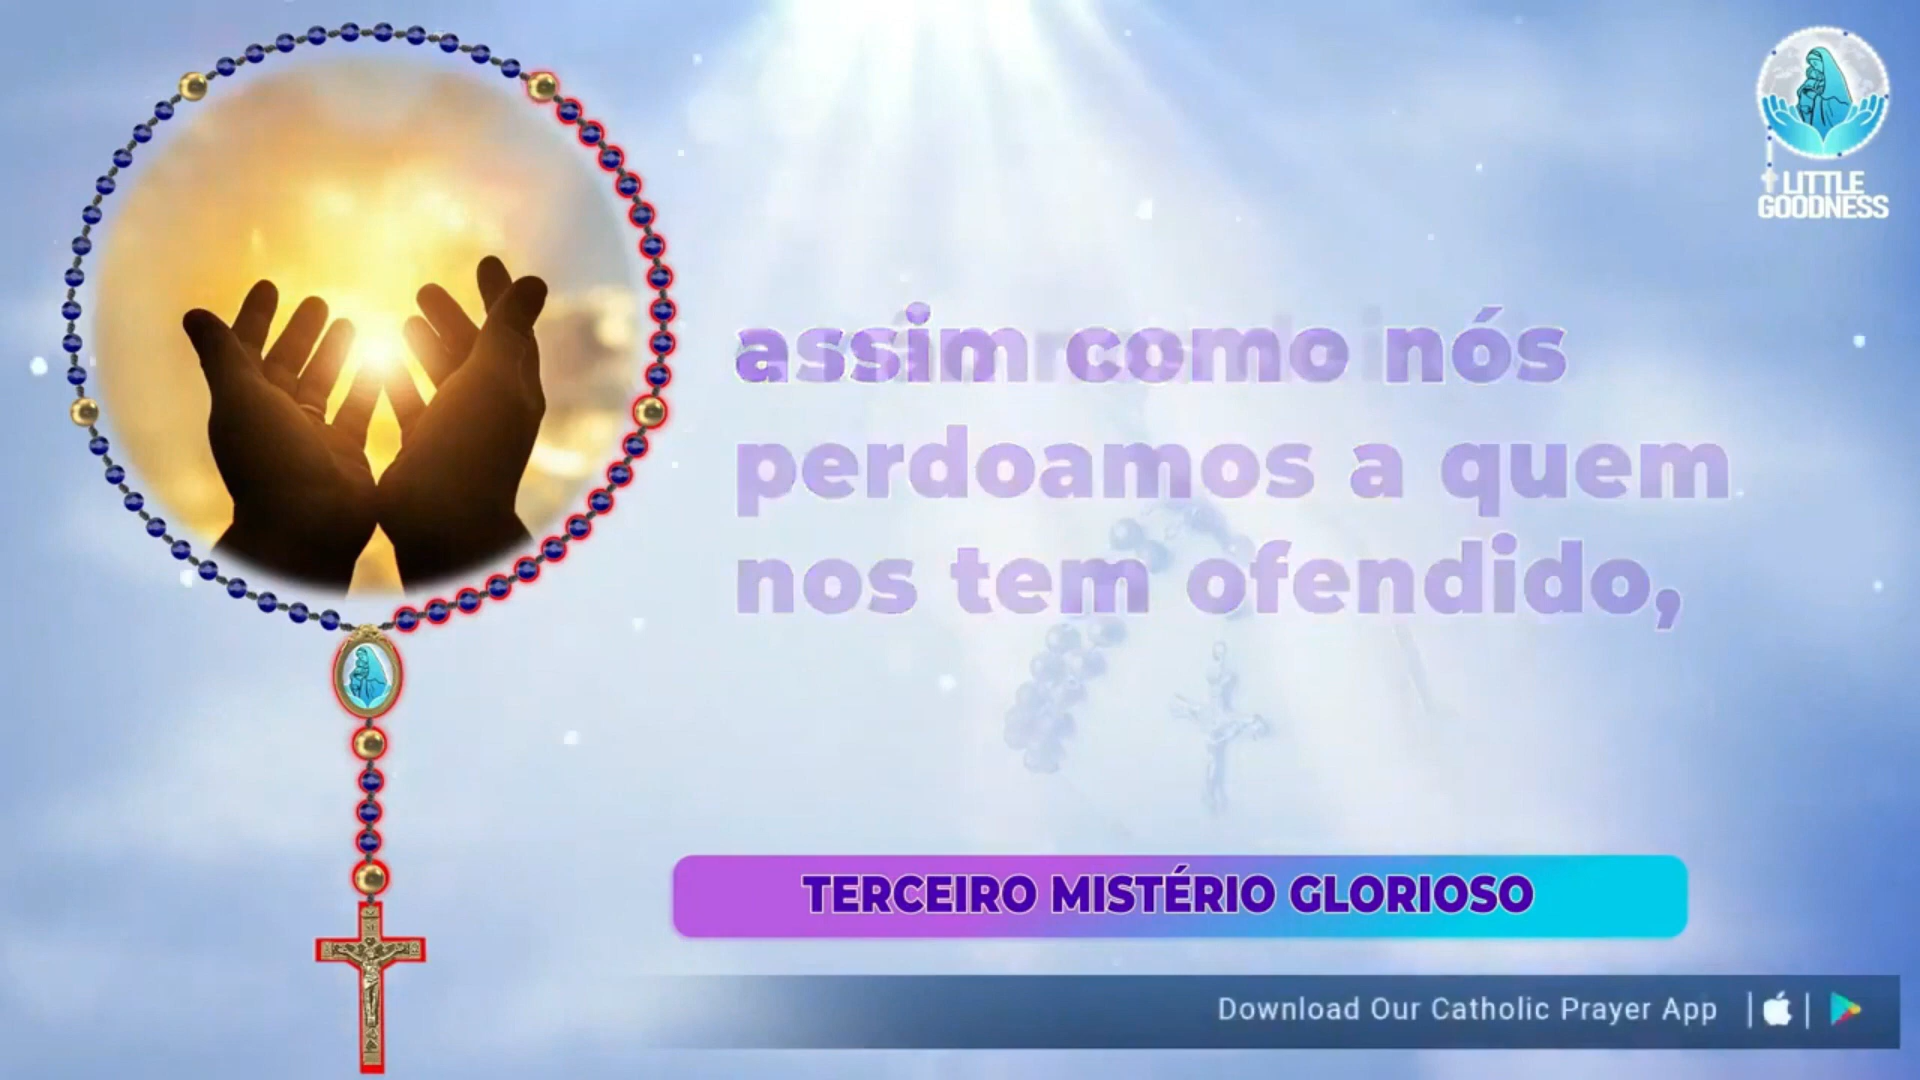 LITTLE
GOODNESS
assim como nós
perdoamos a quem
nos tem ofendido,
TERCEIRO MISTÉRIO GLORIOSO
Download Our Catholic Prayer App